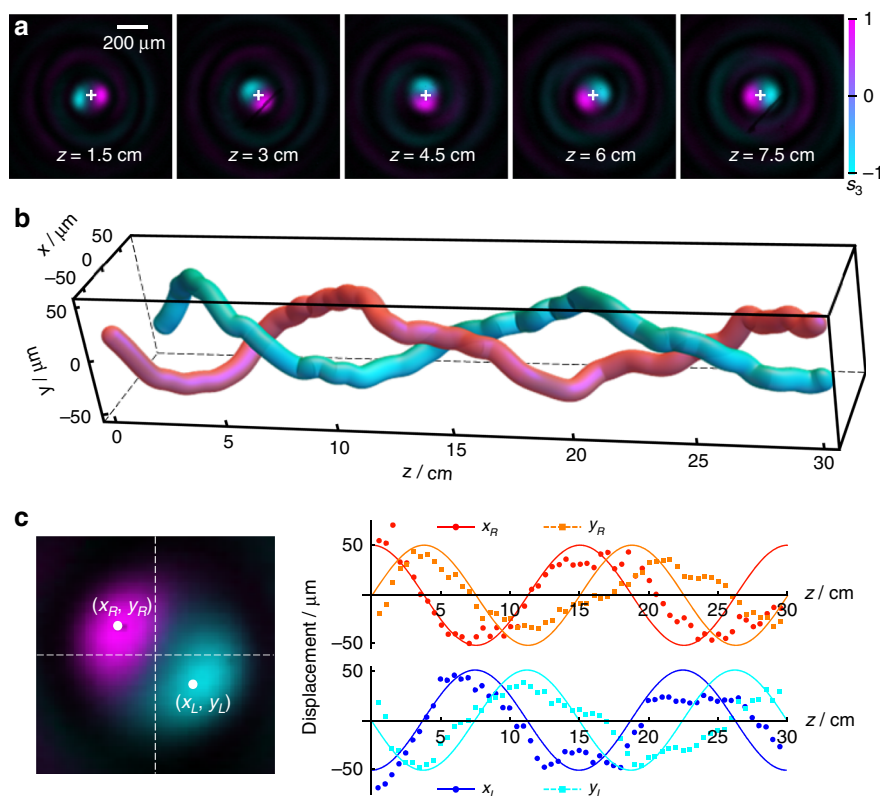 a
200 μm
z = 1.5 cm
z = 3 cm
z = 4.5 cm
z = 6 cm
z = 7.5 cm
1
0
−1
s3
b
x / μm
50
0
−50
50
0
−50
y / μm
0
5
10
15
20
25
30
z / cm
c
(xR, yR)
(xL, yL)
Displacement / μm
xR
yR
50
−50
0
5
10
15
20
25
30
z / cm
50
−50
0
5
10
15
20
25
30
z / cm
xL
yL